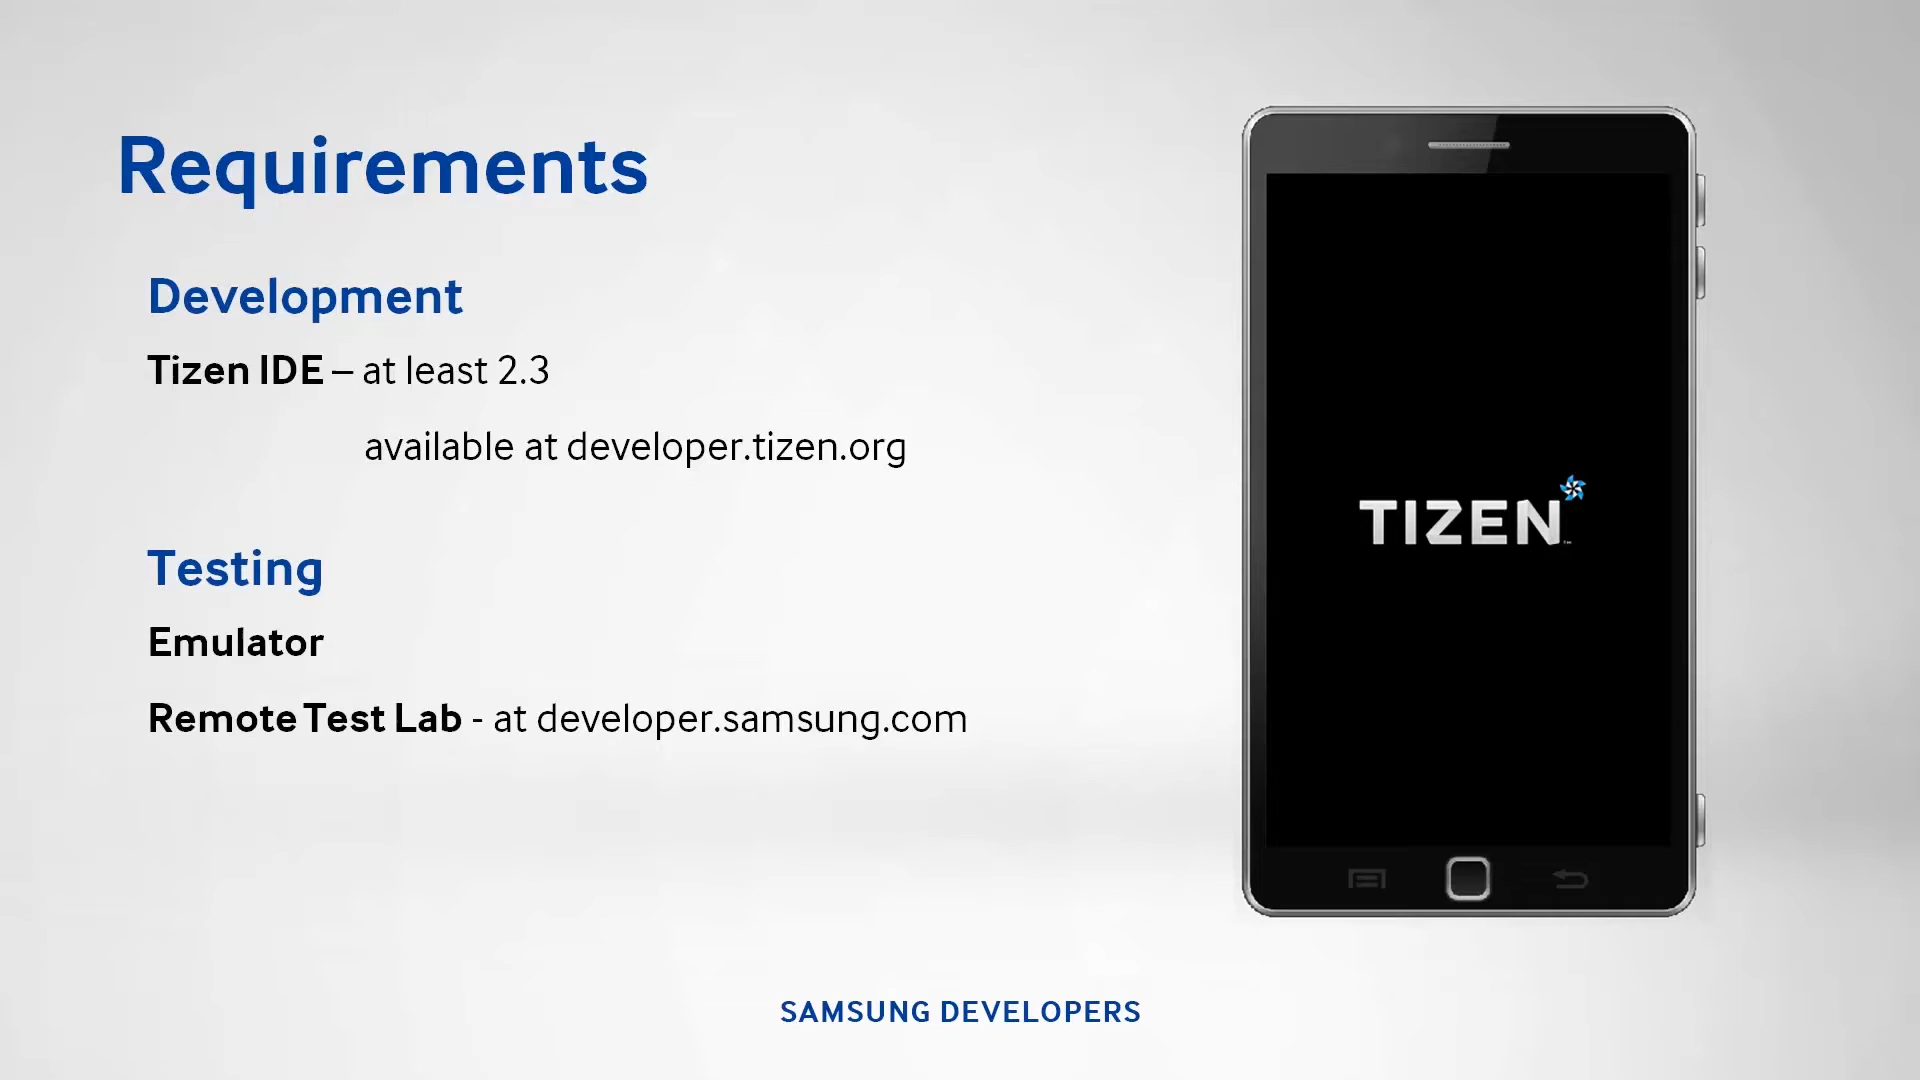 Requirements
Development
Tizen IDE – at least 2.3
available at developer.tizen.org
Testing
Emulator
Remote Test Lab - at developer.samsung.com
TIZEN
SAMSUNG DEVELOPERS